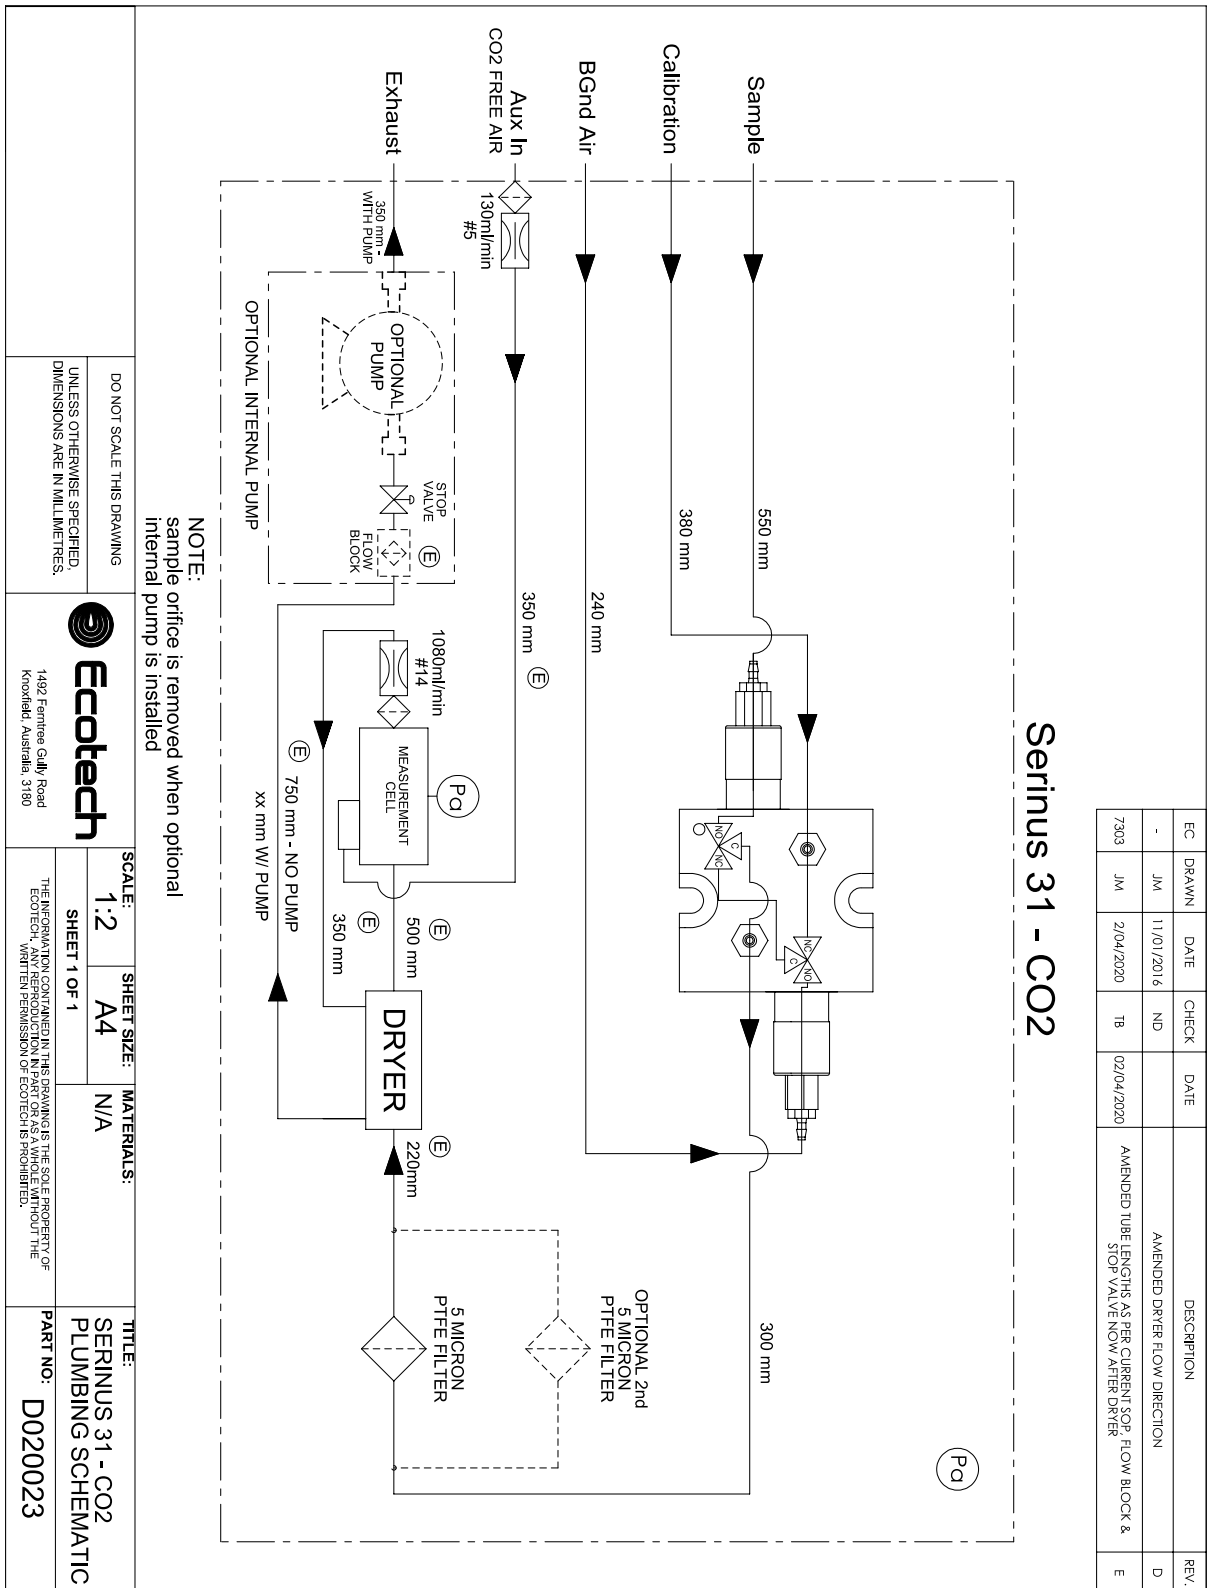 Serinus 31 - CO2
EC DRAWN DATE CHECK DATE DESCRIPTION REV.
- JM 11/01/2016 ND AMENDED DRYER FLOW DIRECTION D
7303 JM 2/04/2020 TB 02/04/2020 AMENDED TUBE LENGTHS AS PER CURRENT SOP, FLOW BLOCK &
STOP VALVE NOW AFTER DRYER E
Sample
Calibration
BGnd Air
Aux In
CO2 FREE AIR
Exhaust
550 mm
380 mm
240 mm
350 mm E
130ml/min
#5
350 mm -
WITH PUMP
OPTIONAL
PUMP
OPTIONAL INTERNAL PUMP
STOP
VALVE
E
FLOW
BLOCK
1080ml/min
#14
MEASUREMENT
CELL
Pa
NO
C
NC
NC
NO
C
E
500 mm
E
350 mm
E 750 mm - NO PUMP
xx mm W/ PUMP
DRYER
E
220mm
300 mm
OPTIONAL 2nd
5 MICRON
PTFE FILTER
5 MICRON
PTFE FILTER
Pa
NOTE:
sample orifice is removed when optional
internal pump is installed
DO NOT SCALE THIS DRAWING
UNLESS OTHERWISE SPECIFIED,
DIMENSIONS ARE IN MILLIMETRES.
Ecotech
1492 Ferntree Gully Road
Knoxfield, Australia, 3180
SCALE:
1:2
SHEET SIZE:
A4
MATERIALS:
N/A
SHEET 1 OF 1
THE INFORMATION CONTAINED IN THIS DRAWING IS THE SOLE PROPERTY OF
ECOTECH. ANY REPRODUCTION IN PART OR AS A WHOLE WITHOUT THE
WRITTEN PERMISSION OF ECOTECH IS PROHIBITED.
TITLE:
SERINUS 31 - CO2
PLUMBING SCHEMATIC
PART NO: D020023